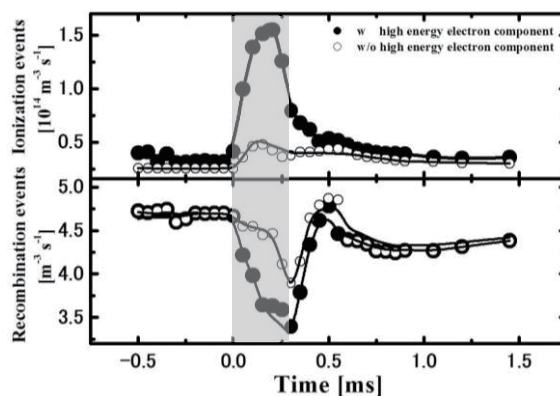 w high energy electron component
w/o high energy electron component
Ionization events
[10¹⁴ m⁻³ s⁻¹]
1.5
1.0
0.5
Recombination events
[m⁻³ s⁻¹]
5.0
4.5
4.0
3.5
-0.5
0.0
0.5
1.0
1.5
Time [ms]